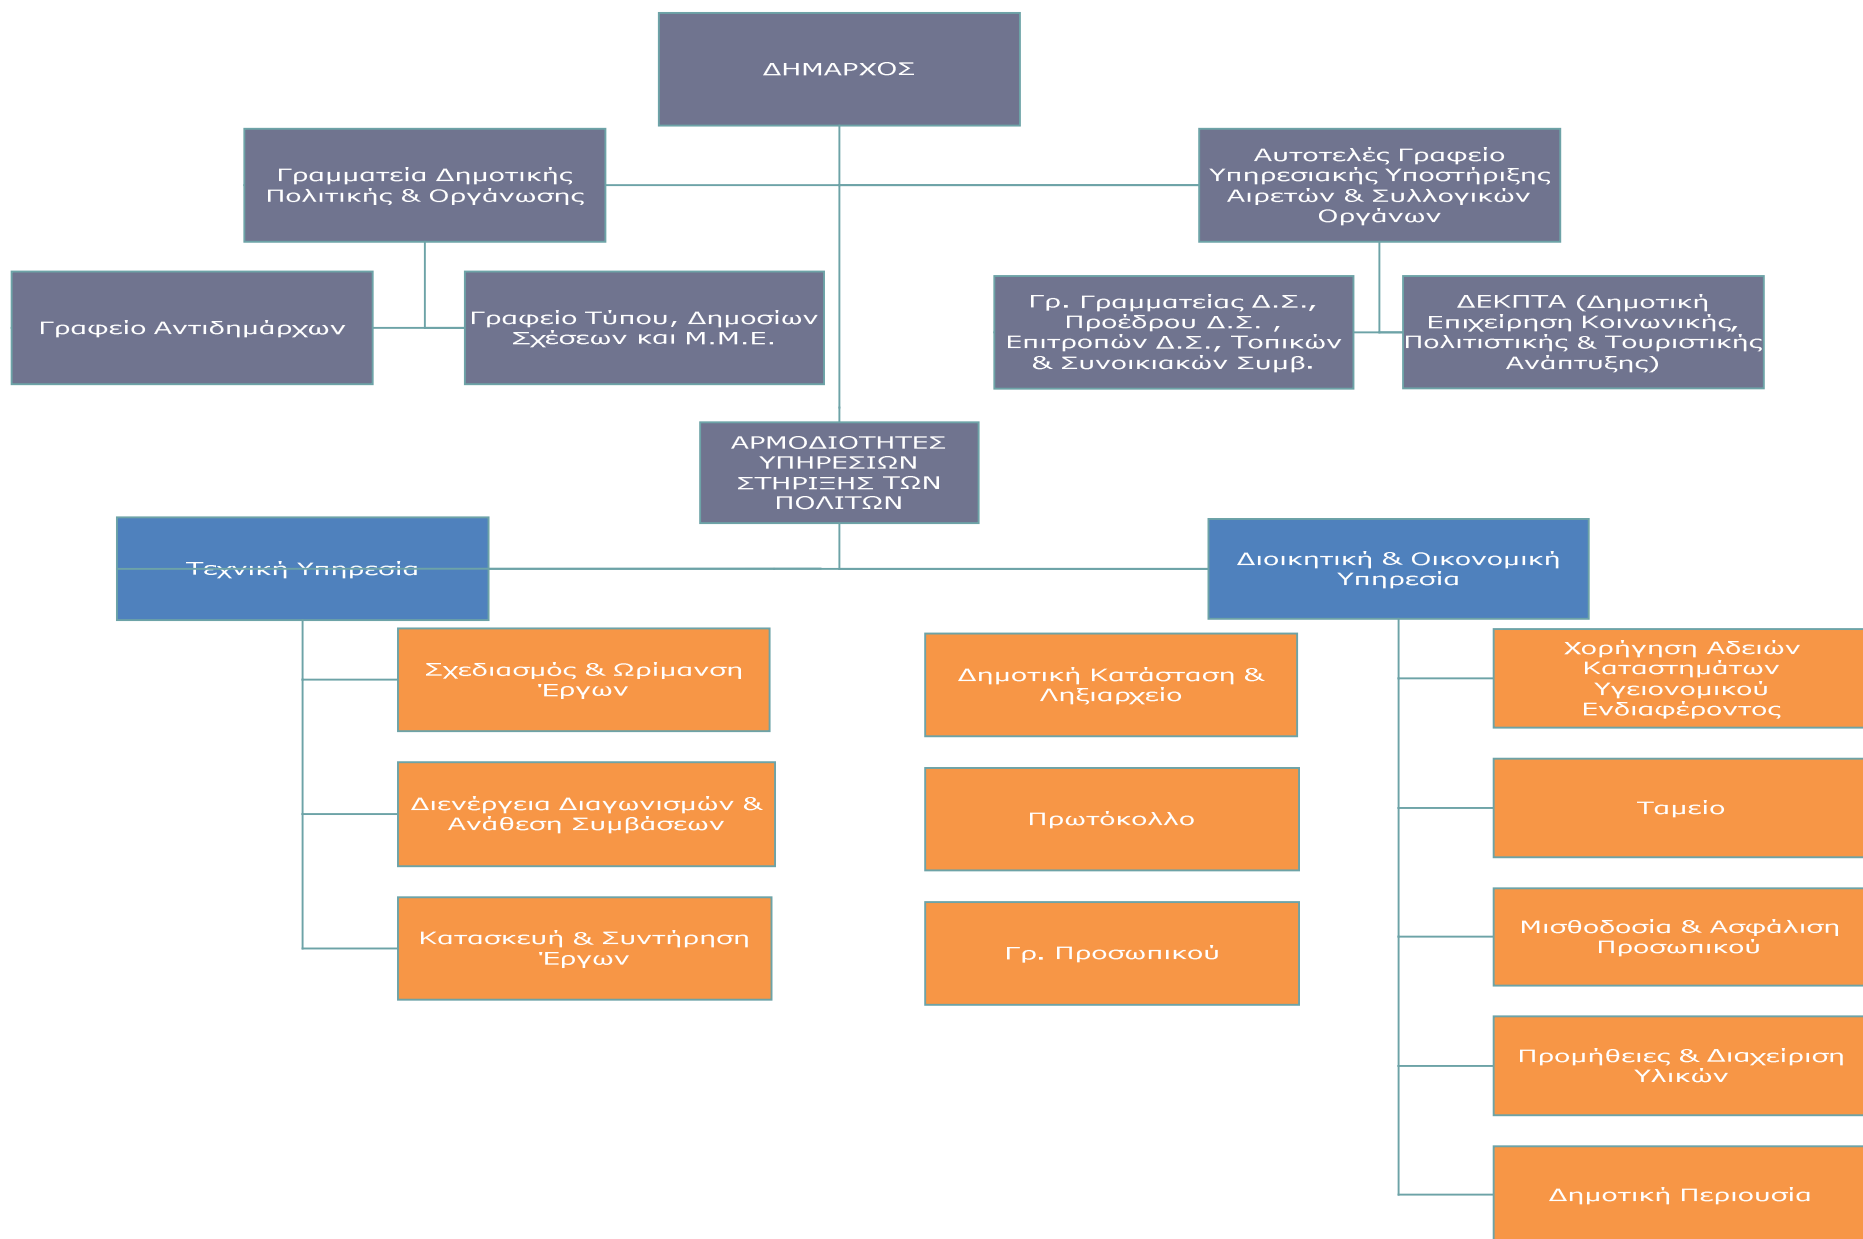 ΔΗΜΑΡΧΟΣ
Γραμματεία Δημοτικής
Πολιτικής & Οργάνωσης
Αυτοτελές Γραφείο
Υπηρεσιακής Υποστήριξης
Αιρετών & Συλλογικών
Οργάνων
Γραφείο Αντιδημάρχων
Γραφείο Τύπου, Δημοσίων
Σχέσεων και Μ.Μ.Ε.
Γρ. Γραμματείας Δ.Σ.,
Προέδρου Δ.Σ. ,
Επιτροπών Δ.Σ., Τοπικών
& Συνοικιακών Συμβ.
ΔΕΚΠΤΑ (Δημοτική
Επιχείρηση Κοινωνικής,
Πολιτιστικής & Τουριστικής
Ανάπτυξης)
ΑΡΜΟΔΙΟΤΗΤΕΣ
ΥΠΗΡΕΣΙΩΝ
ΣΤΗΡΙΞΗΣ ΤΩΝ
ΠΟΛΙΤΩΝ
Τεχνική Υπηρεσία
Διοικητική & Οικονομική
Υπηρεσία
Σχεδιασμός & Ωρίμανση
Έργων
Διενέργεια Διαγωνισμών &
Ανάθεση Συμβάσεων
Κατασκευή & Συντήρηση
Έργων
Δημοτική Κατάσταση &
Ληξιαρχείο
Πρωτόκολλο
Γρ. Προσωπικού
Χορήγηση Αδειών
Καταστημάτων
Υγειονομικού
Ενδιαφέροντος
Ταμείο
Μισθοδοσία & Ασφάλιση
Προσωπικού
Προμήθειες & Διαχείριση
Υλικών
Δημοτική Περιουσία